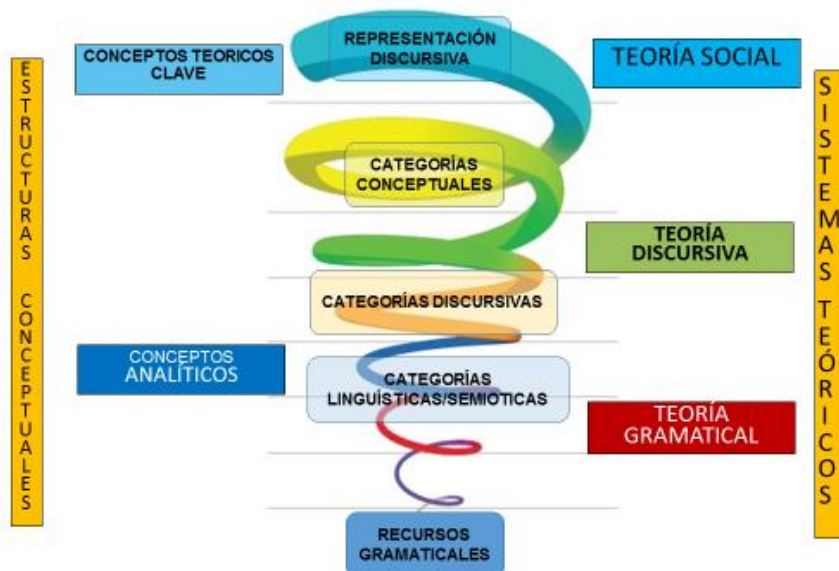 ESTRUCTURAS CONCEPTUALES
CONCEPTOS TEORICOS
CLAVE
REPRESENTACIÓN
DISCURSIVA
TEORÍA SOCIAL
CATEGORÍAS
CONCEPTUALES
TEORÍA
DISCURSIVA
CATEGORÍAS DISCURSIVAS
CONCEPTOS
ANALÍTICOS
CATEGORÍAS
LINGUÍSTICAS/SEMIOTICAS
TEORÍA
GRAMATICAL
RECURSOS
GRAMATICALES
SISTEMAS TEÓRICOS